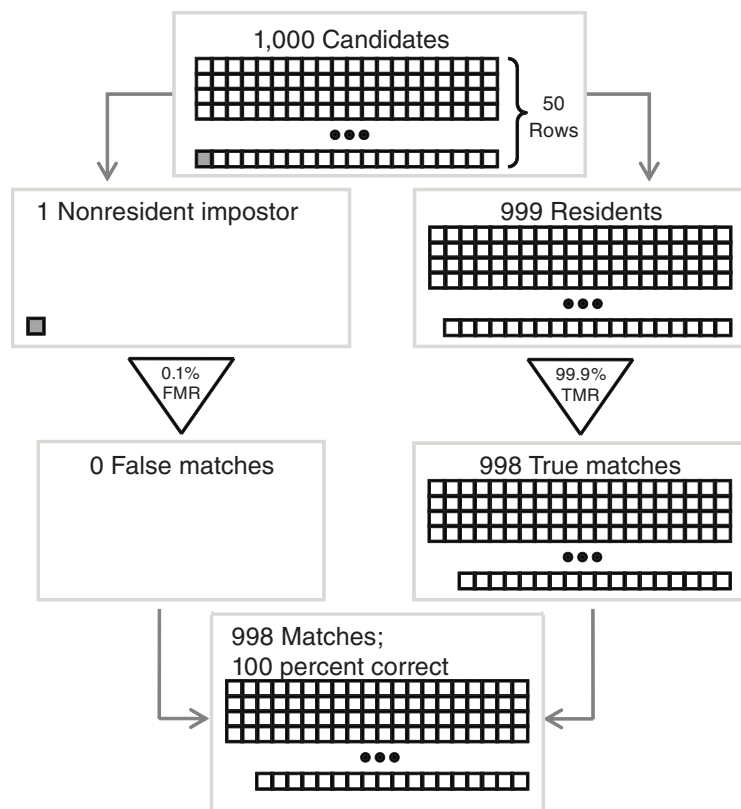 1,000 Candidates
50
Rows
1 Nonresident impostor
999 Residents
0.1%
FMR
99.9%
TMR
0 False matches
998 True matches
998 Matches;
100 percent correct